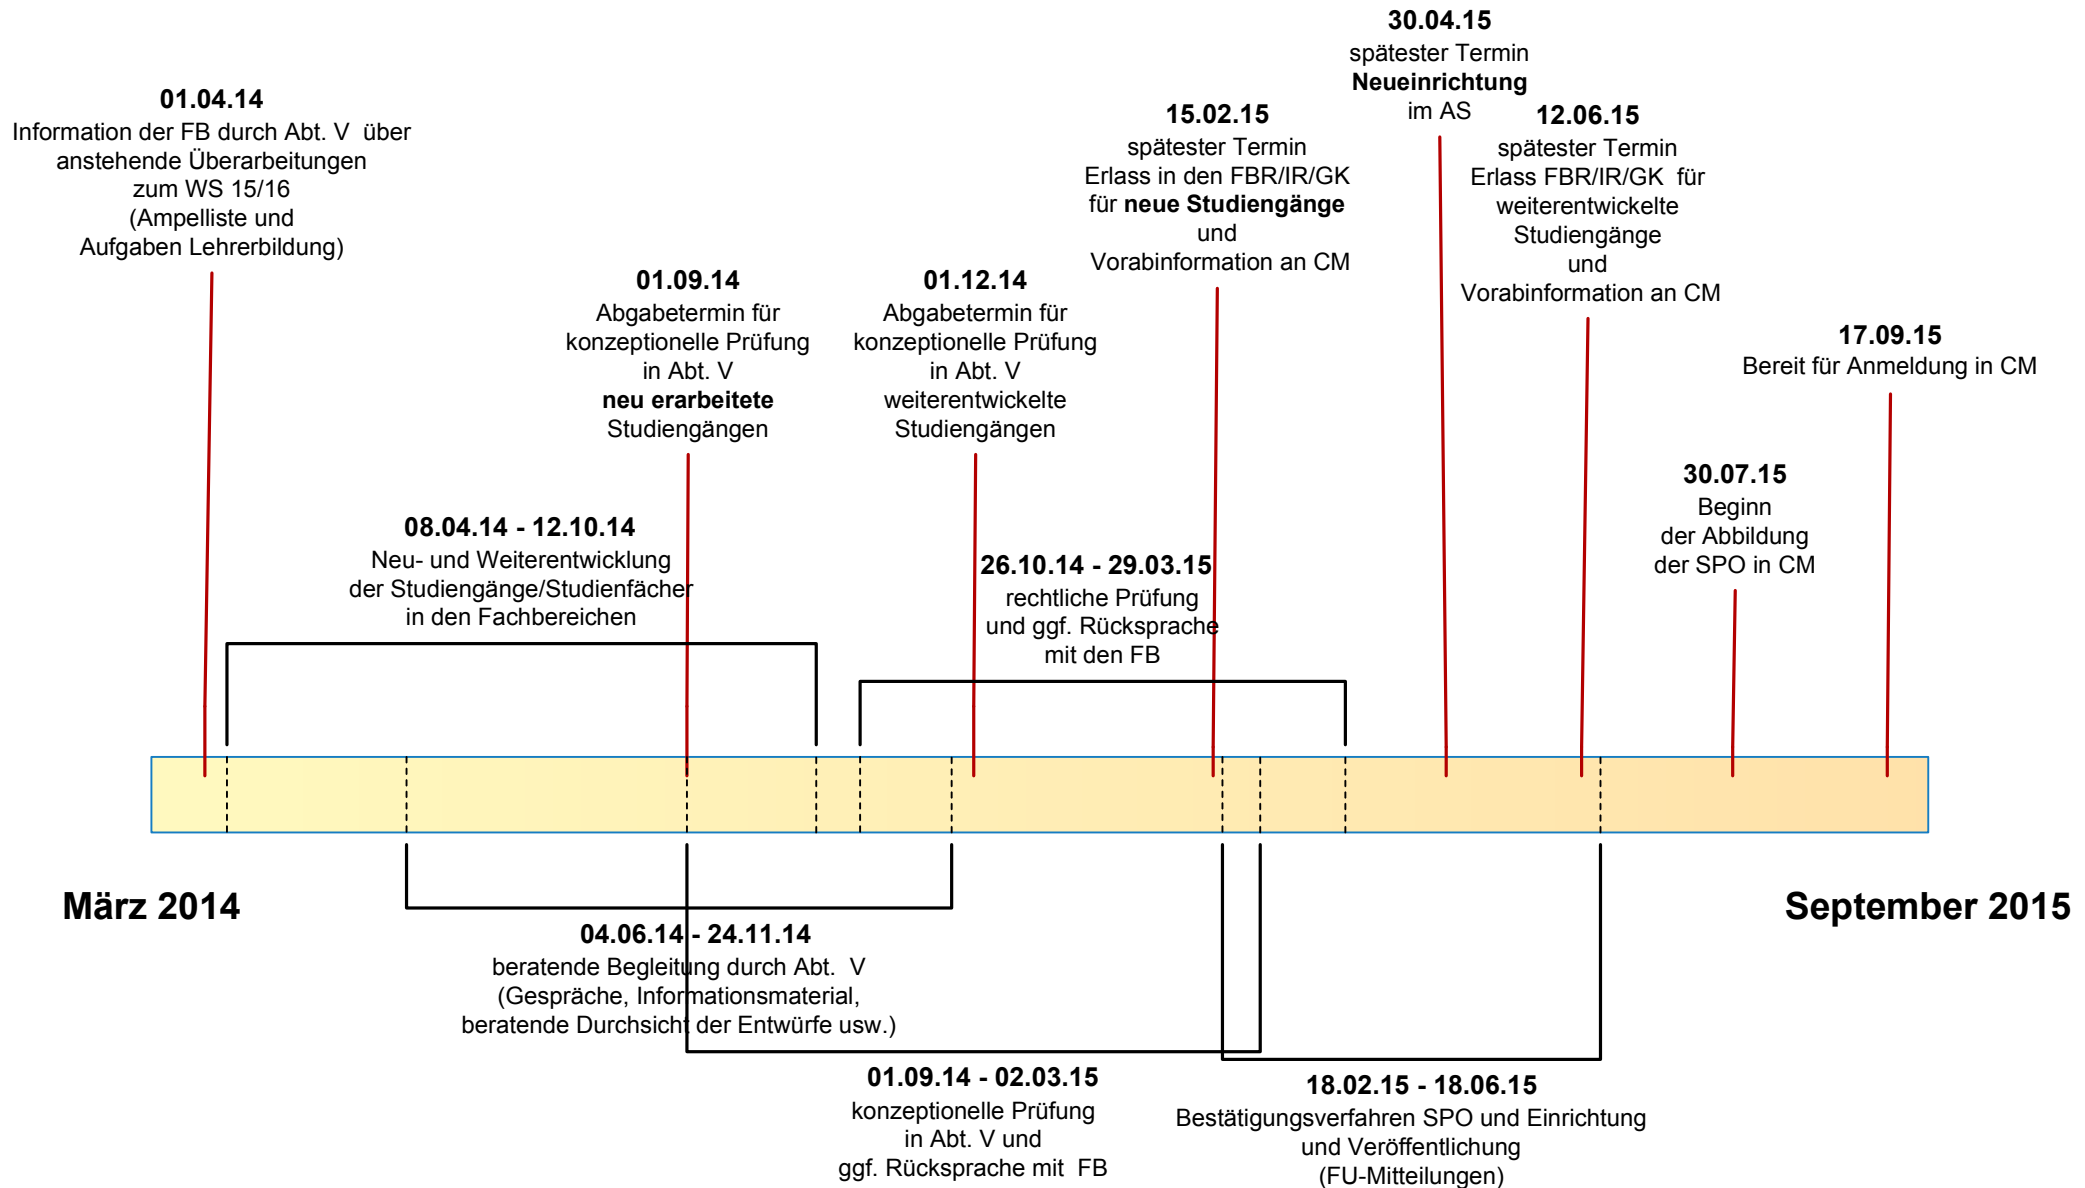 30.04.15
spätester Termin
Neueinrichtung
im AS
01.04.14
Information der FB durch Abt. V über
anstehende Überarbeitungen
zum WS 15/16
(Ampelliste und
Aufgaben Lehrerbildung)
15.02.15
spätester Termin
Erlass in den FBR/IR/GK
für neue Studiengänge
und
Vorabinformation an CM
12.06.15
spätester Termin
Erlass FBR/IR/GK für
weiterentwickelte
Studiengänge
und
Vorabinformation an CM
01.09.14
Abgabetermin für
konzeptionelle Prüfung
in Abt. V
neu erarbeitete
Studiengängen
01.12.14
Abgabetermin für
konzeptionelle Prüfung
in Abt. V
weiterentwickelte
Studiengängen
17.09.15
Bereit für Anmeldung in CM
30.07.15
Beginn
der Abbildung
der SPO in CM
08.04.14 - 12.10.14
Neu- und Weiterentwicklung
der Studiengänge/Studienfächer
in den Fachbereichen
26.10.14 - 29.03.15
rechtliche Prüfung
und ggf. Rücksprache
mit den FB
März 2014
September 2015
04.06.14 - 24.11.14
beratende Begleitung durch Abt. V
(Gespräche, Informationsmaterial,
beratende Durchsicht der Entwürfe usw.)
01.09.14 - 02.03.15
konzeptionelle Prüfung
in Abt. V und
ggf. Rücksprache mit FB
18.02.15 - 18.06.15
Bestätigungsverfahren SPO und Einrichtung
und Veröffentlichung
(FU-Mitteilungen)